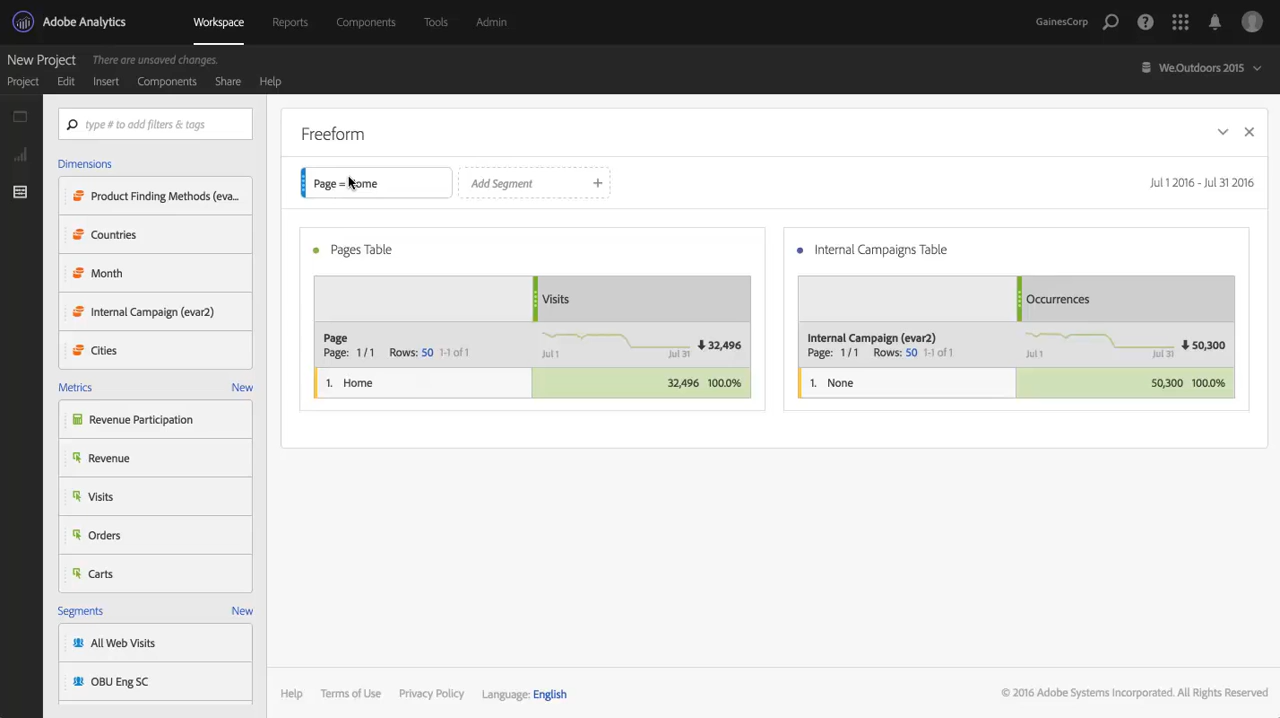 Adobe Analytics
Workspace
Reports
Components
Tools
Admin
GainesCorp
New Project
There are unsaved changes.
Project
Edit
Insert
Components
Share
Help
We.Outdoors 2015
type # to add filters & tags
Dimensions
Product Finding Methods (eva...
Countries
Month
Internal Campaign (evar2)
Cities
Metrics
New
Revenue Participation
Revenue
Visits
Orders
Carts
Segments
New
All Web Visits
OBU Eng SC
Freeform
Page = Home
Add Segment
Jul 1 2016 - Jul 31 2016
Pages Table
Visits
Page
Page: 1 / 1 Rows: 50 1-1 of 1
Jul 1
Jul 31
32,496
1. Home
32,496 100.0%
Internal Campaigns Table
Occurrences
Internal Campaign (evar2)
Page: 1 / 1 Rows: 50 1-1 of 1
Jul 1
Jul 31
50,300
1. None
50,300 100.0%
Help
Terms of Use
Privacy Policy
Language: English
© 2016 Adobe Systems Incorporated. All Rights Reserved